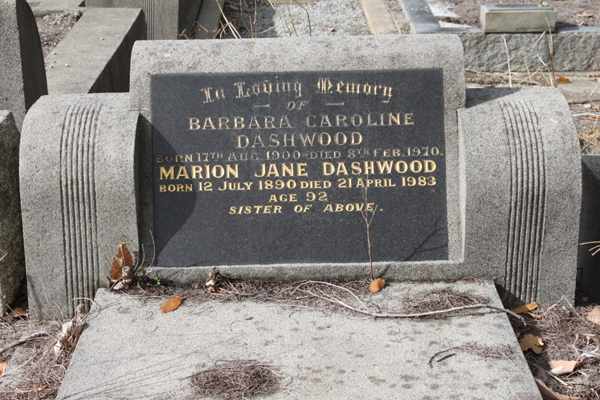 In Loving Memory
— OF —
BARBARA CAROLINE
DASHWOOD
BORN 17TH AUG. 1900-DIED 8TH FEB. 1970.
MARION JANE DASHWOOD
BORN 12 JULY 1890 DIED 21 APRIL 1983
AGE 92
SISTER OF ABOVE.